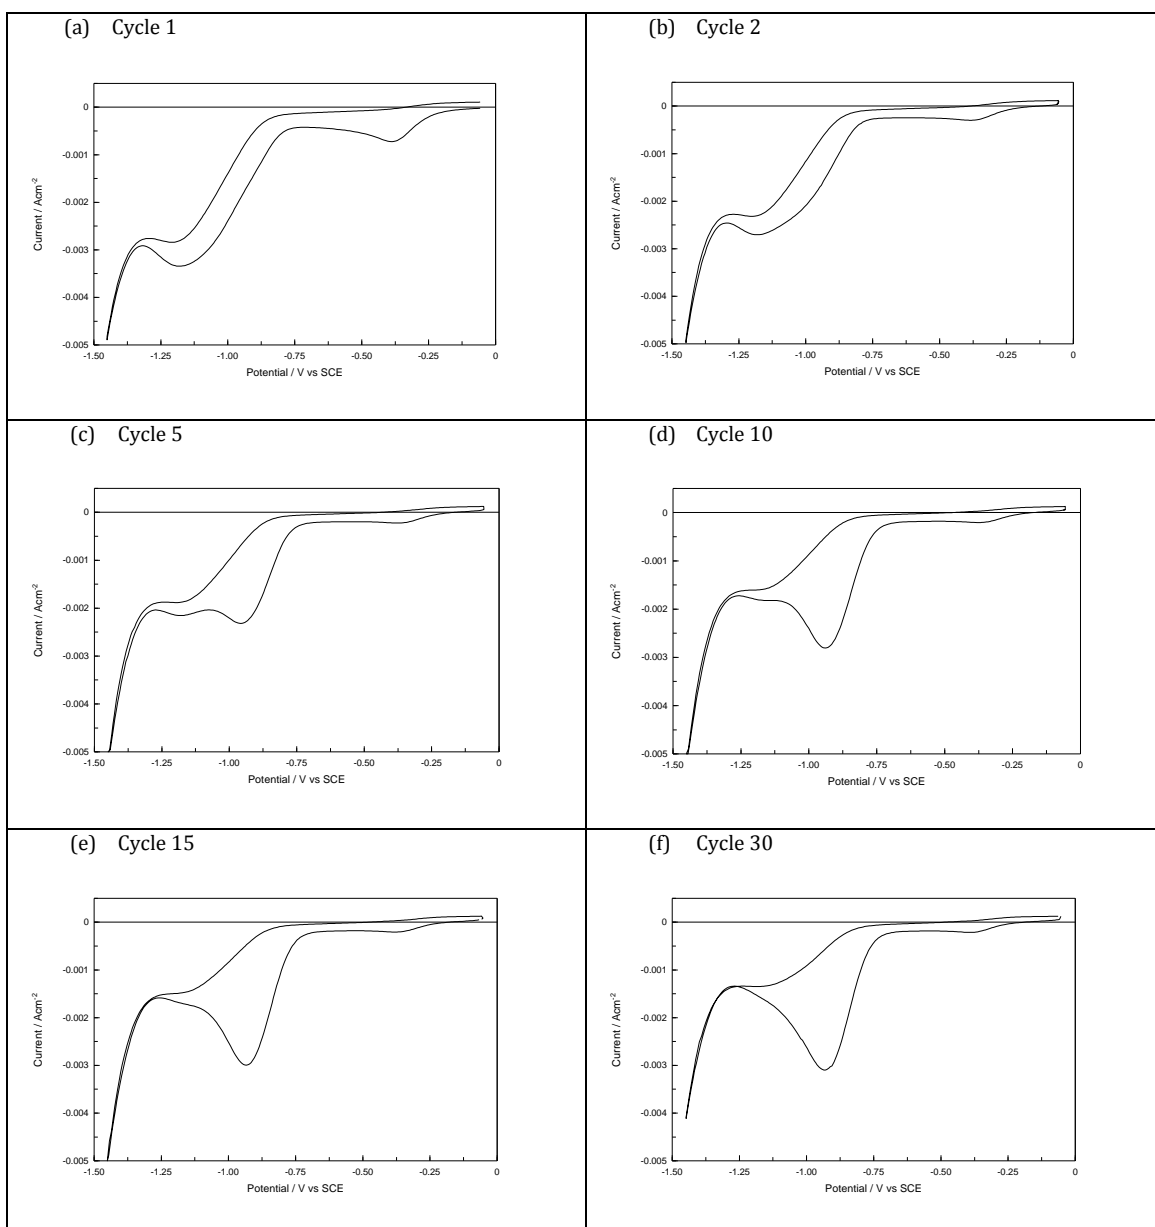 (a) Cycle 1
0
-0.001
-0.002
-0.003
-0.004
-0.005
Current / Acm-2
-1.50 -1.25 -1.00 -0.75 -0.50 -0.25 0
Potential / V vs SCE
(b) Cycle 2
0
-0.001
-0.002
-0.003
-0.004
-0.005
Current / Acm-2
-1.50 -1.25 -1.00 -0.75 -0.50 -0.25 0
Potential / V vs SCE
(c) Cycle 5
0
-0.001
-0.002
-0.003
-0.004
-0.005
Current / Acm-2
-1.50 -1.25 -1.00 -0.75 -0.50 -0.25 0
Potential / V vs SCE
(d) Cycle 10
0
-0.001
-0.002
-0.003
-0.004
-0.005
Current / Acm-2
-1.50 -1.25 -1.00 -0.75 -0.50 -0.25 0
Potential / V vs SCE
(e) Cycle 15
0
-0.001
-0.002
-0.003
-0.004
-0.005
Current / Acm-2
-1.50 -1.25 -1.00 -0.75 -0.50 -0.25 0
Potential / V vs SCE
(f) Cycle 30
0
-0.001
-0.002
-0.003
-0.004
-0.005
Current / Acm-2
-1.50 -1.25 -1.00 -0.75 -0.50 -0.25 0
Potential / V vs SCE